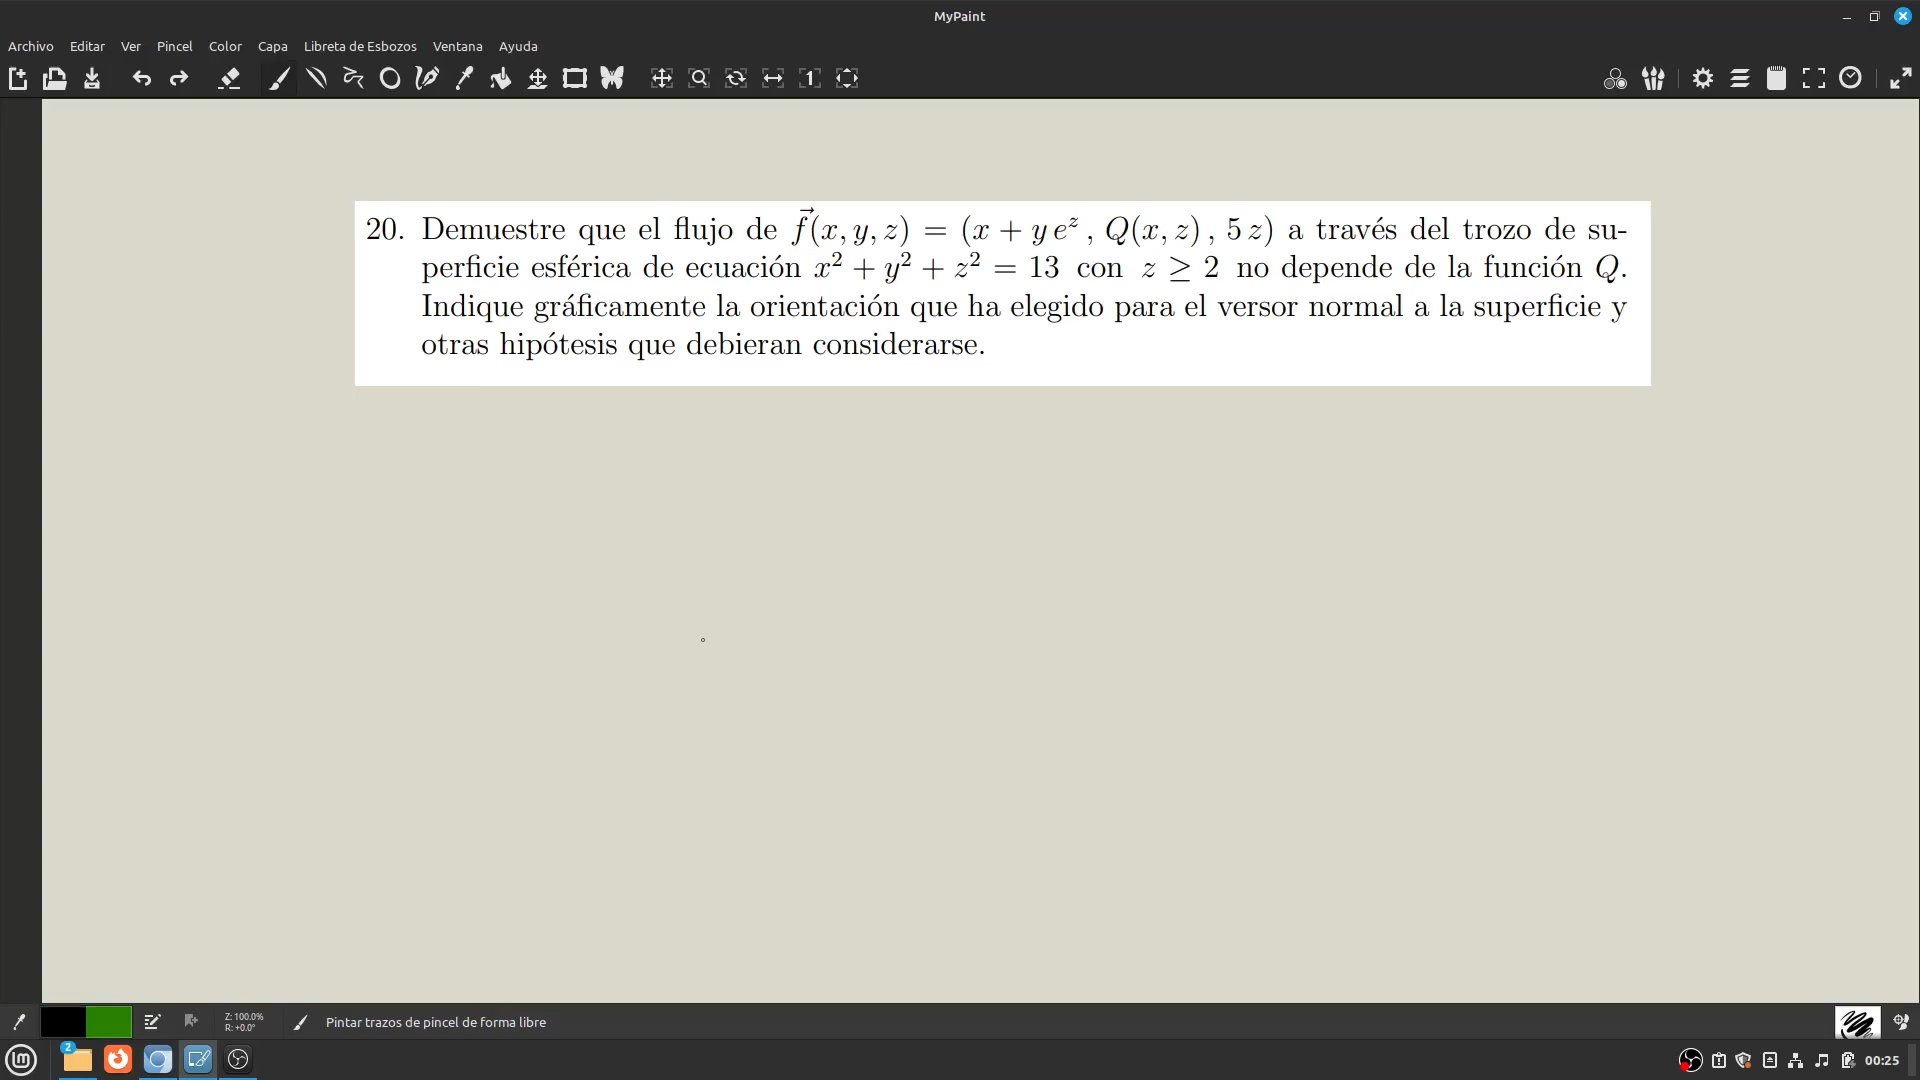 MyPaint
Archivo Editar Ver Pincel Color Capa Libreta de Esbozos Ventana Ayuda
20. Demuestre que el flujo de \vec{f}(x, y, z) = (x + y e^z , Q(x, z) , 5 z) a través del trozo de su-
perficie esférica de ecuación x² + y² + z² = 13 con z ≥ 2 no depende de la función Q.
Indique gráficamente la orientación que ha elegido para el versor normal a la superficie y
otras hipótesis que debieran considerarse.
Z: 100.0%
R: +0.0°
Pintar trazos de pincel de forma libre
2
00:25